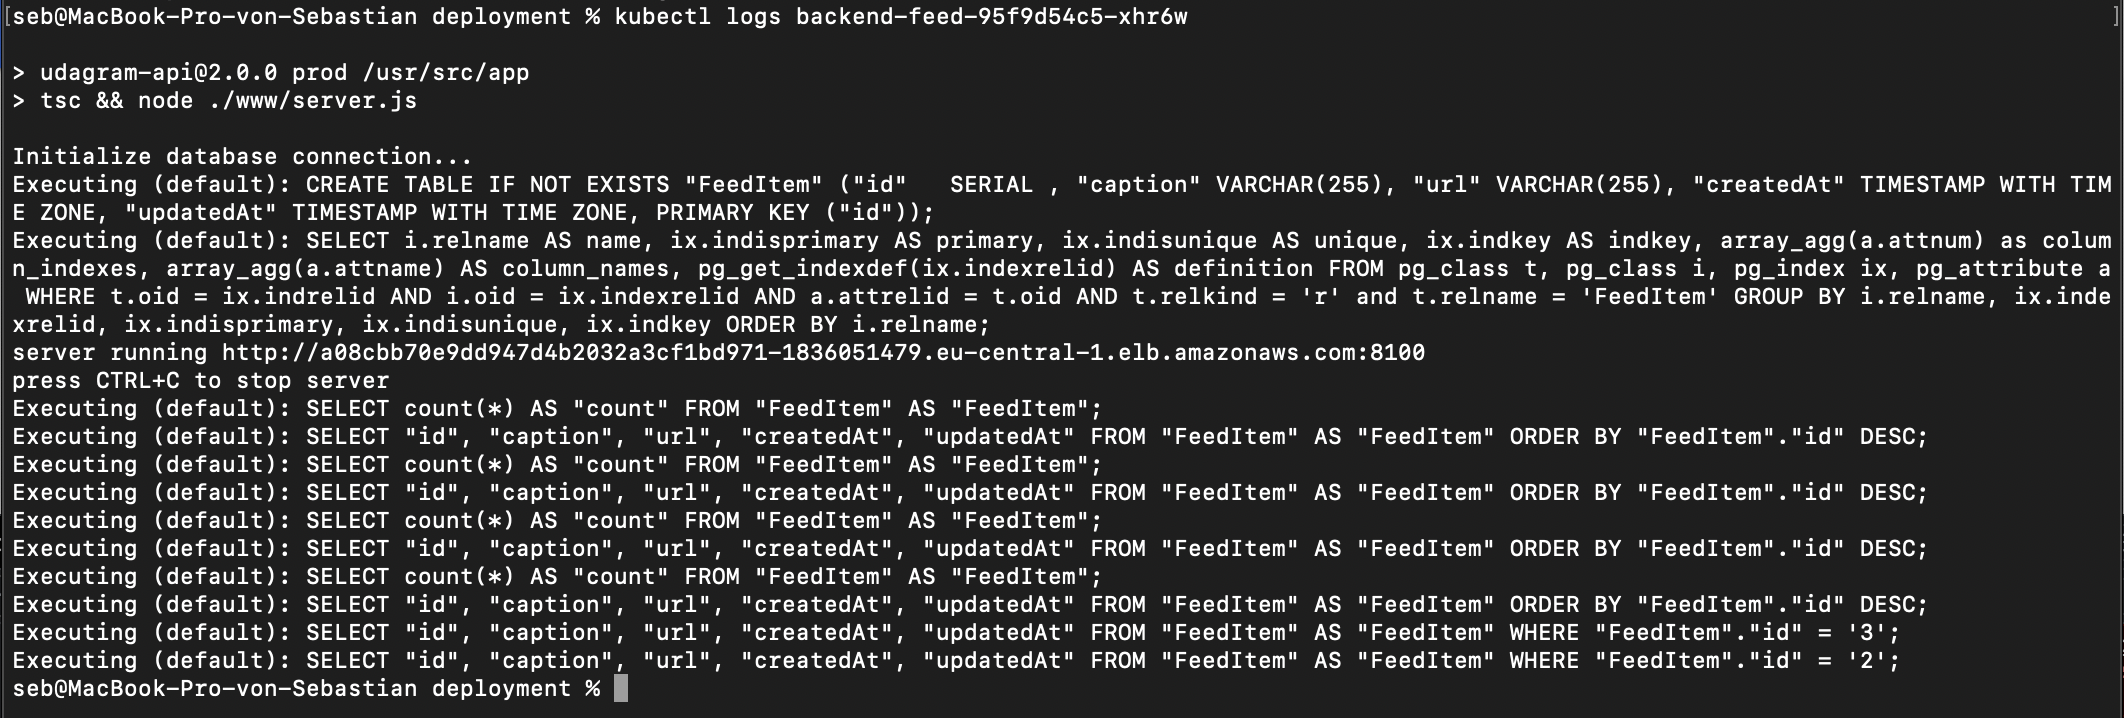 [seb@MacBook-Pro-von-Sebastian deployment % kubectl logs backend-feed-95f9d54c5-xhr6w ]
> udagram-api@2.0.0 prod /usr/src/app
> tsc && node ./www/server.js
Initialize database connection...
Executing (default): CREATE TABLE IF NOT EXISTS "FeedItem" ("id"   SERIAL , "caption" VARCHAR(255), "url" VARCHAR(255), "createdAt" TIMESTAMP WITH TIM
E ZONE, "updatedAt" TIMESTAMP WITH TIME ZONE, PRIMARY KEY ("id"));
Executing (default): SELECT i.relname AS name, ix.indisprimary AS primary, ix.indisunique AS unique, ix.indkey AS indkey, array_agg(a.attnum) as colum
n_indexes, array_agg(a.attname) AS column_names, pg_get_indexdef(ix.indexrelid) AS definition FROM pg_class t, pg_class i, pg_index ix, pg_attribute a
 WHERE t.oid = ix.indrelid AND i.oid = ix.indexrelid AND a.attrelid = t.oid AND t.relkind = 'r' and t.relname = 'FeedItem' GROUP BY i.relname, ix.inde
xrelid, ix.indisprimary, ix.indisunique, ix.indkey ORDER BY i.relname;
server running http://a08cbb70e9dd947d4b2032a3cf1bd971-1836051479.eu-central-1.elb.amazonaws.com:8100
press CTRL+C to stop server
Executing (default): SELECT count(*) AS "count" FROM "FeedItem" AS "FeedItem";
Executing (default): SELECT "id", "caption", "url", "createdAt", "updatedAt" FROM "FeedItem" AS "FeedItem" ORDER BY "FeedItem"."id" DESC;
Executing (default): SELECT count(*) AS "count" FROM "FeedItem" AS "FeedItem";
Executing (default): SELECT "id", "caption", "url", "createdAt", "updatedAt" FROM "FeedItem" AS "FeedItem" ORDER BY "FeedItem"."id" DESC;
Executing (default): SELECT count(*) AS "count" FROM "FeedItem" AS "FeedItem";
Executing (default): SELECT "id", "caption", "url", "createdAt", "updatedAt" FROM "FeedItem" AS "FeedItem" ORDER BY "FeedItem"."id" DESC;
Executing (default): SELECT count(*) AS "count" FROM "FeedItem" AS "FeedItem";
Executing (default): SELECT "id", "caption", "url", "createdAt", "updatedAt" FROM "FeedItem" AS "FeedItem" ORDER BY "FeedItem"."id" DESC;
Executing (default): SELECT "id", "caption", "url", "createdAt", "updatedAt" FROM "FeedItem" AS "FeedItem" WHERE "FeedItem"."id" = '3';
Executing (default): SELECT "id", "caption", "url", "createdAt", "updatedAt" FROM "FeedItem" AS "FeedItem" WHERE "FeedItem"."id" = '2';
seb@MacBook-Pro-von-Sebastian deployment %